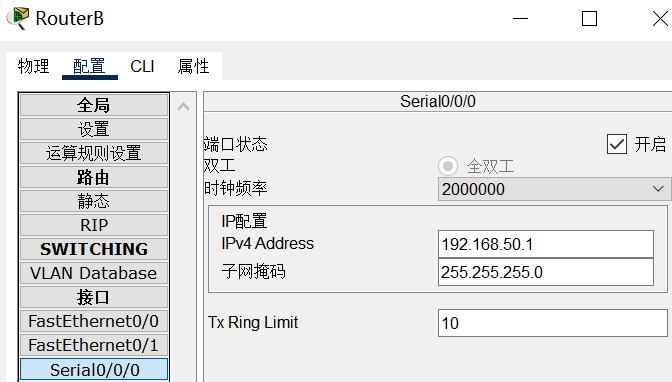 RouterB
物理 配置 CLI 属性
全局
设置
运算规则设置
路由
静态
RIP
SWITCHING
VLAN Database
接口
FastEthernet0/0
FastEthernet0/1
Serial0/0/0
Serial0/0/0
端口状态 开启
双工 全双工
时钟频率 2000000
IP配置
IPv4 Address 192.168.50.1
子网掩码 255.255.255.0
Tx Ring Limit 10